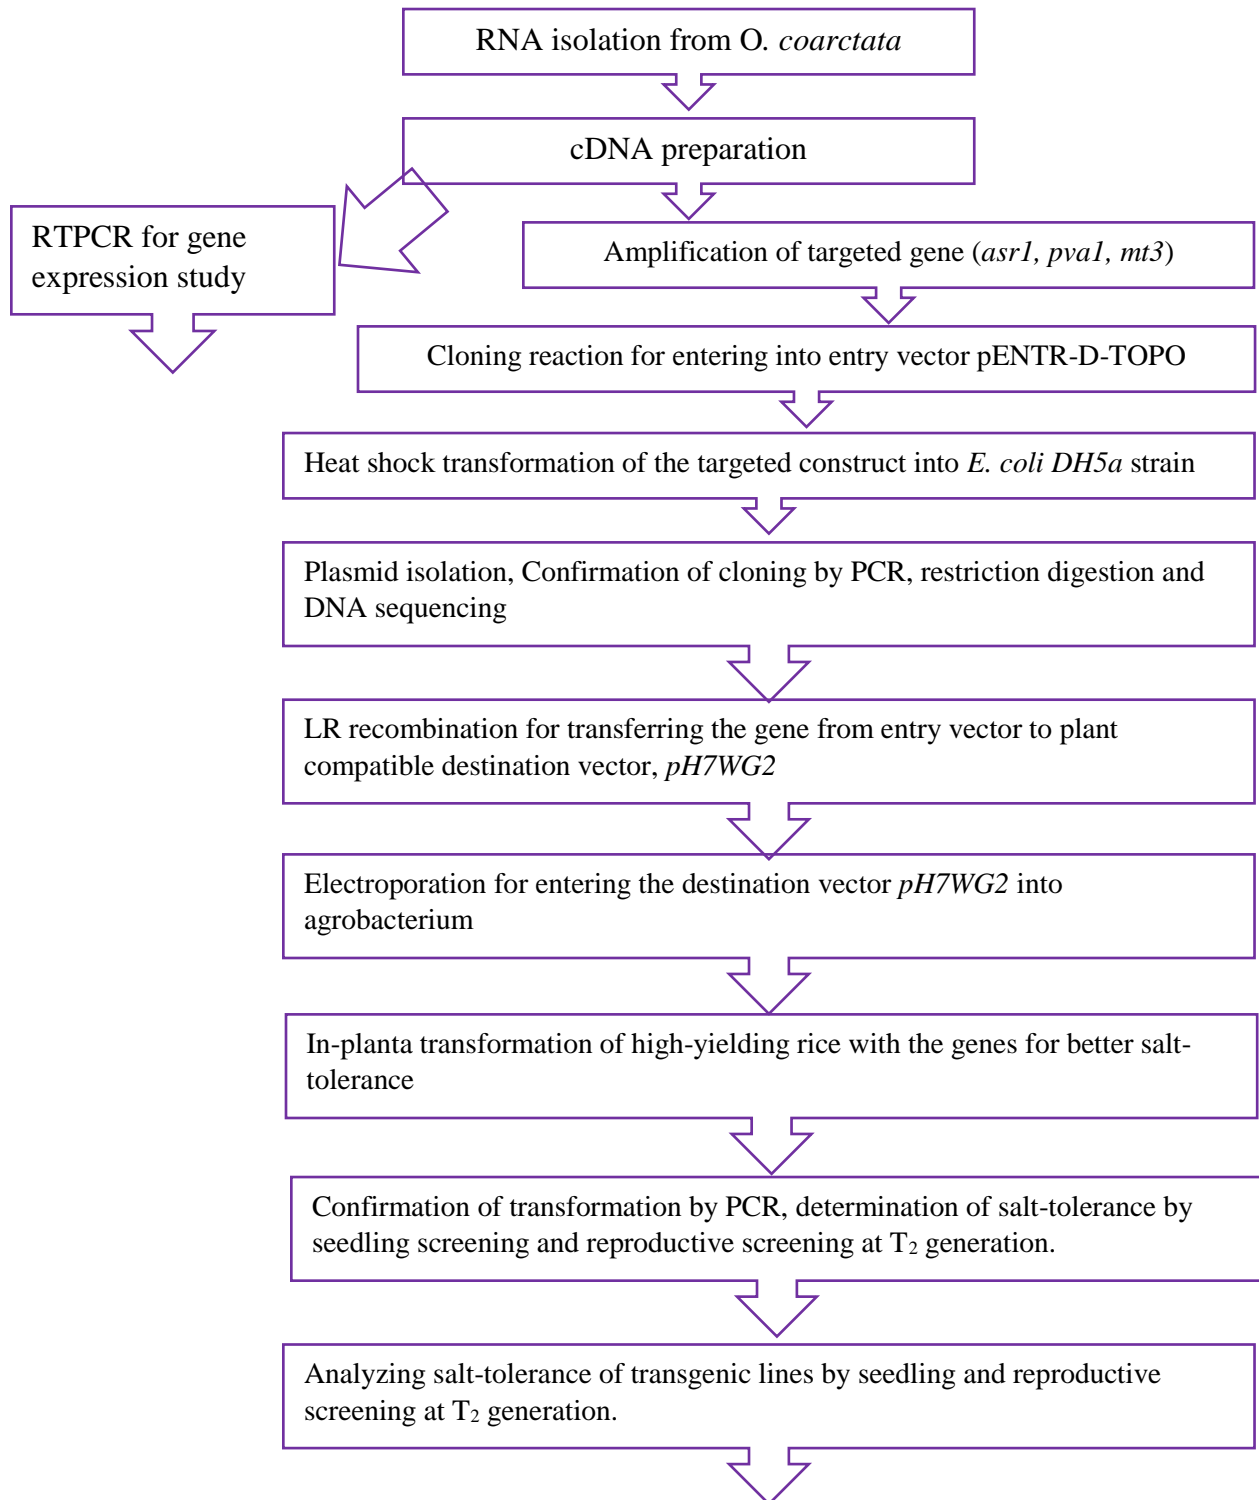 RNA isolation from O. coarctata
cDNA preparation
RTPCR for gene
expression study
Amplification of targeted gene (asr1, pva1, mt3)
Cloning reaction for entering into entry vector pENTR-D-TOPO
Heat shock transformation of the targeted construct into E. coli DH5a strain
Plasmid isolation, Confirmation of cloning by PCR, restriction digestion and
DNA sequencing
LR recombination for transferring the gene from entry vector to plant
compatible destination vector, pH7WG2
Electroporation for entering the destination vector pH7WG2 into
agrobacterium
In-planta transformation of high-yielding rice with the genes for better salt-
tolerance
Confirmation of transformation by PCR, determination of salt-tolerance by
seedling screening and reproductive screening at T₂ generation.
Analyzing salt-tolerance of transgenic lines by seedling and reproductive
screening at T₂ generation.